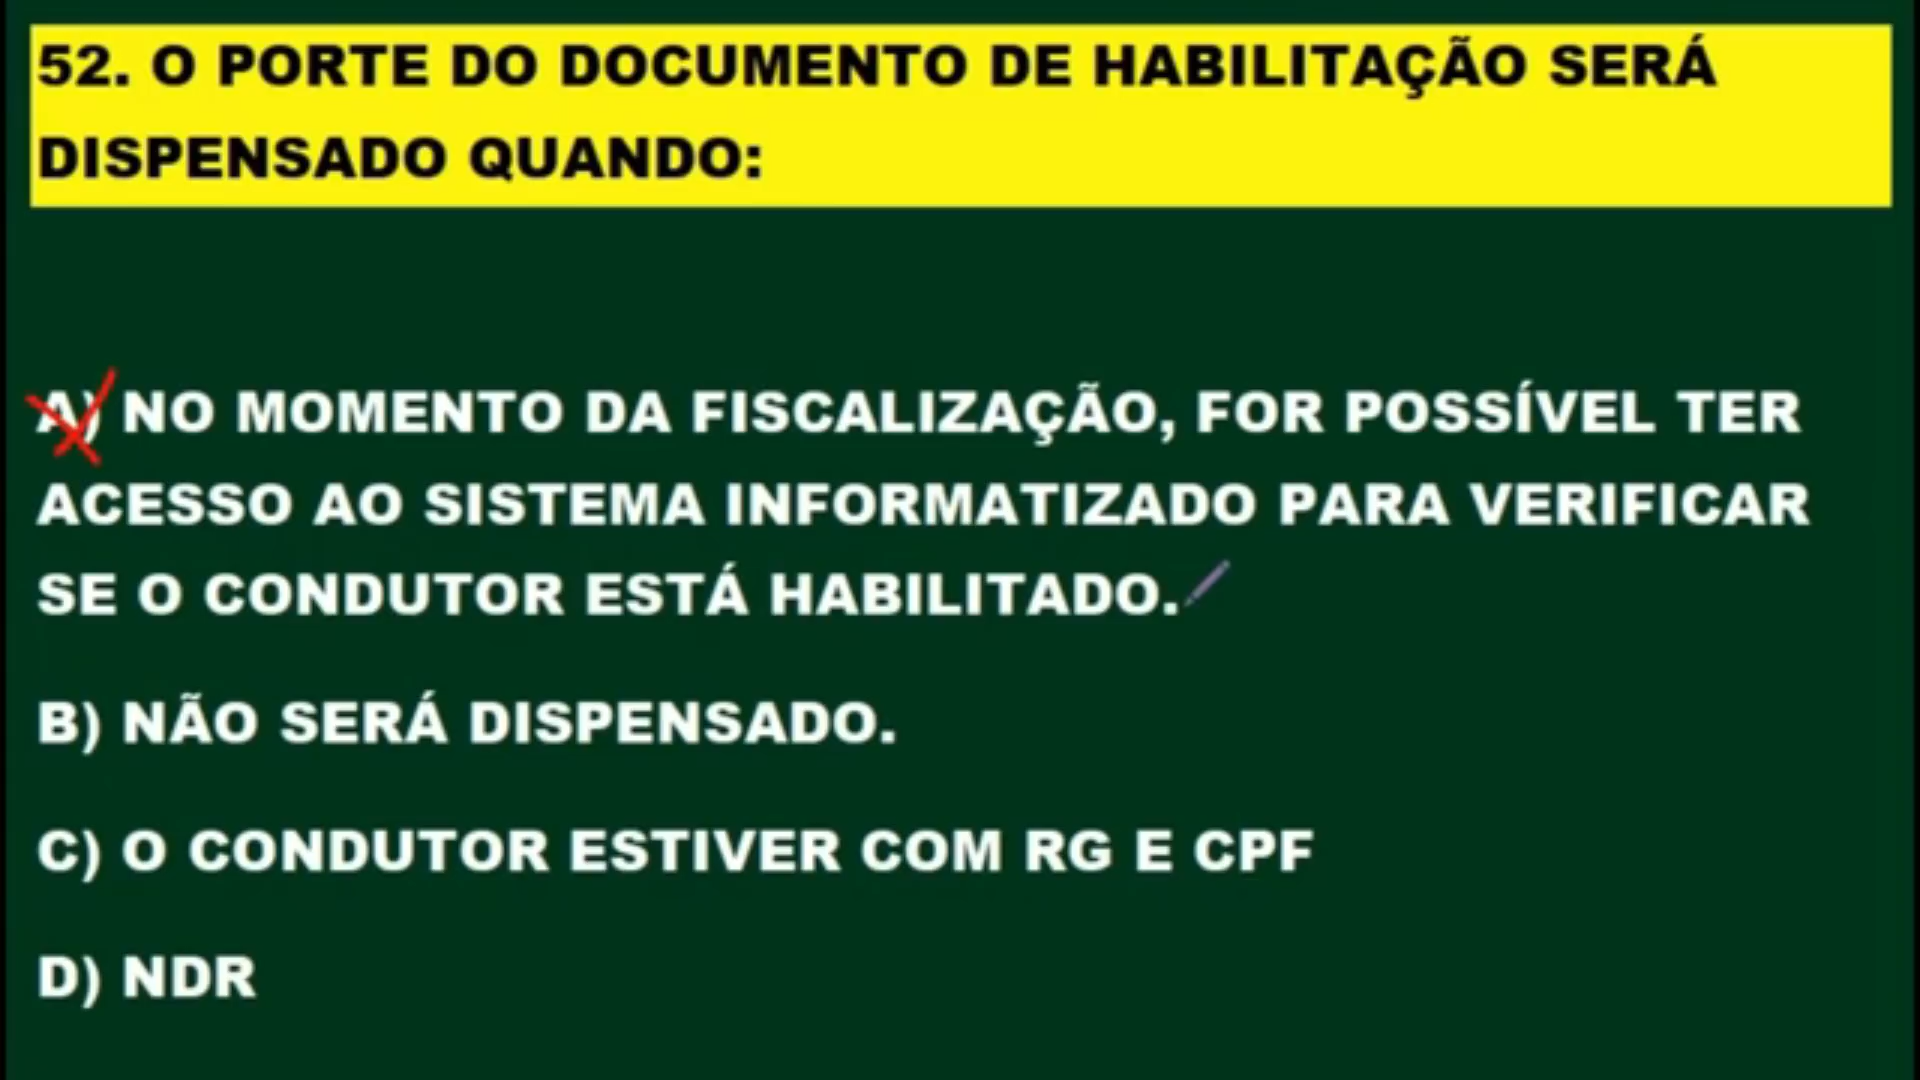 52. O PORTE DO DOCUMENTO DE HABILITAÇÃO SERÁ
DISPENSADO QUANDO:
A) NO MOMENTO DA FISCALIZAÇÃO, FOR POSSÍVEL TER
ACESSO AO SISTEMA INFORMATIZADO PARA VERIFICAR
SE O CONDUTOR ESTÁ HABILITADO.
B) NÃO SERÁ DISPENSADO.
C) O CONDUTOR ESTIVER COM RG E CPF
D) NDR